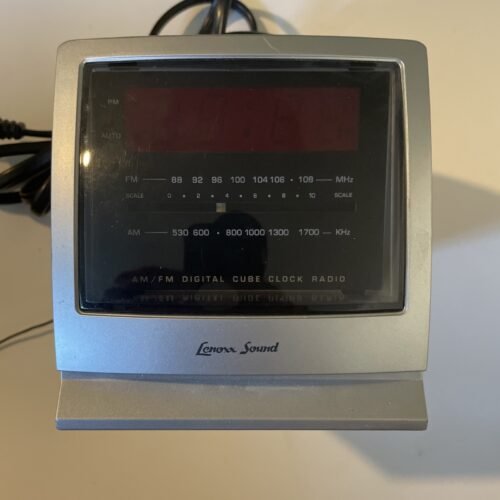 PM
AUTO
FM 88 92 96 100 104 106 • 108 MHz
SCALE 0 • 2 • 4 • 6 • 8 • 10 SCALE
AM 530 600 • 800 1000 1300 1700 KHz
AM/FM DIGITAL CUBE CLOCK RADIO
Lenoxx Sound